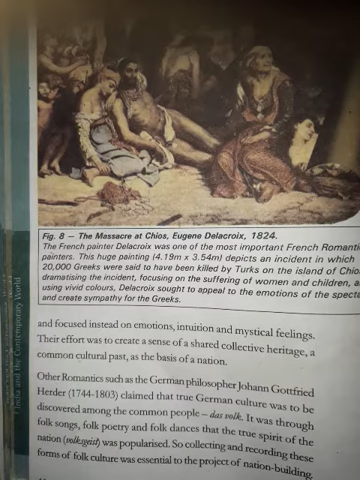 Fig. 8 — The Massacre at Chios, Eugene Delacroix, 1824.
The French painter Delacroix was one of the most important French Romantic
painters. This huge painting (4.19m x 3.54m) depicts an incident in which
20,000 Greeks were said to have been killed by Turks on the island of Chios.
dramatising the incident, focusing on the suffering of women and children, a
using vivid colours, Delacroix sought to appeal to the emotions of the spect
and create sympathy for the Greeks.
and focused instead on emotions, intuition and mystical feelings.
Their effort was to create a sense of a shared collective heritage, a
common cultural past, as the basis of a nation.
Other Romantics such as the German philosopher Johann Gottfried
Herder (1744-1803) claimed that true German culture was to be
discovered among the common people – das volk. It was through
folk songs, folk poetry and folk dances that the true spirit of the
nation (volksgeist) was popularised. So collecting and recording these
forms of folk culture was essential to the project of nation-building.
India and the Contemporary World